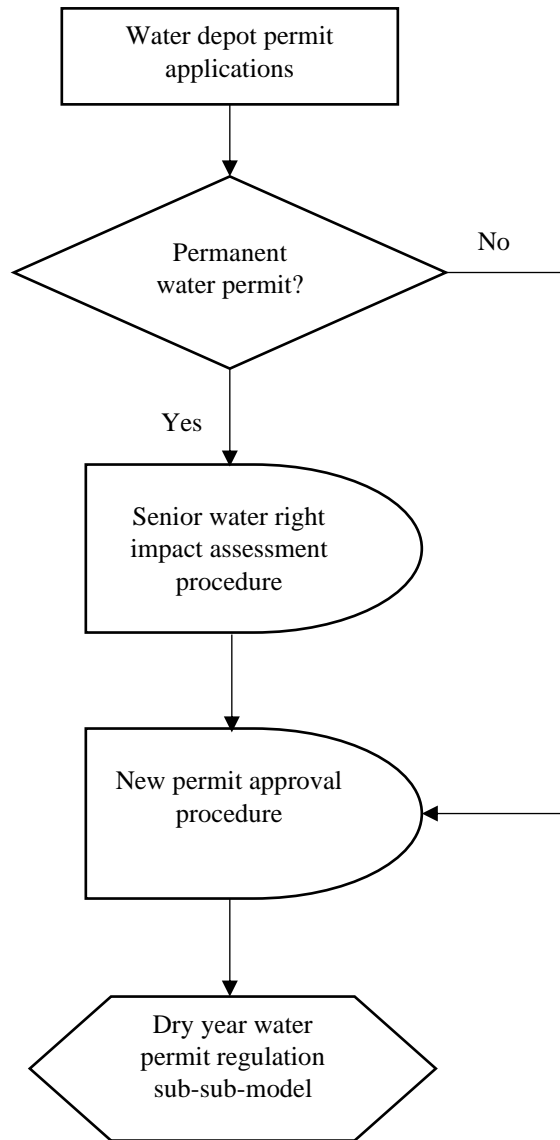 Water depot permit
applications
Permanent
water permit?
No
Yes
Senior water right
impact assessment
procedure
New permit approval
procedure
Dry year water
permit regulation
sub-sub-model